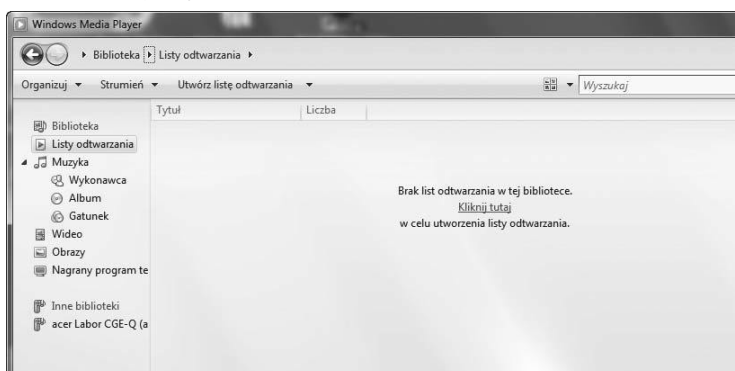 Windows Media Player
Biblioteka Listy odtwarzania
Organizuj Strumień Utwórz listę odtwarzania Wyszukaj
Tytuł Liczba
Biblioteka
Listy odtwarzania
Muzyka
Wykonawca
Album
Gatunek
Wideo
Obrazy
Nagrany program te
Inne biblioteki
acer Labor CGE-Q (a
Brak list odtwarzania w tej bibliotece.
Kliknij tutaj
w celu utworzenia listy odtwarzania.